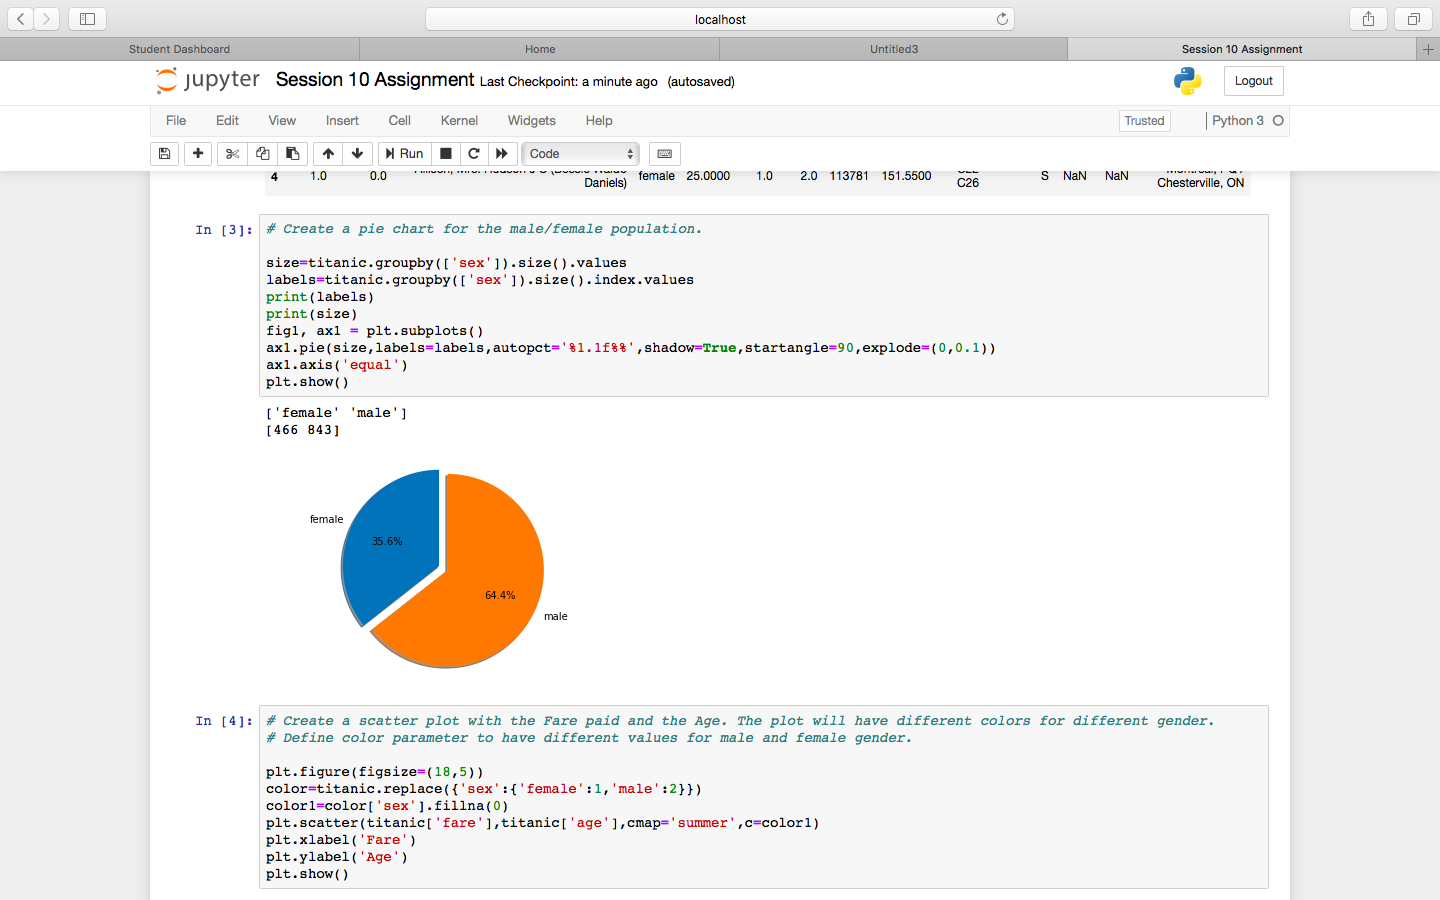 localhost
Student Dashboard
Home
Untitled3
Session 10 Assignment
jupyter Session 10 Assignment Last Checkpoint: a minute ago (autosaved)
Logout
File Edit View Insert Cell Kernel Widgets Help
Trusted Python 3
Run Code
4 1.0 0.0 Daniels) female 25.0000 1.0 2.0 113781 151.5500 C26 S NaN NaN Chesterville, ON
In [3]: # Create a pie chart for the male/female population.
size=titanic.groupby(['sex']).size().values
labels=titanic.groupby(['sex']).size().index.values
print(labels)
print(size)
fig1, ax1 = plt.subplots()
ax1.pie(size,labels=labels,autopct='%1.1f%%',shadow=True,startangle=90,explode=(0,0.1))
ax1.axis('equal')
plt.show()
['female' 'male']
[466 843]
female
35.6%
64.4%
male
In [4]: # Create a scatter plot with the Fare paid and the Age. The plot will have different colors for different gender.
# Define color parameter to have different values for male and female gender.
plt.figure(figsize=(18,5))
color=titanic.replace({'sex':{'female':1,'male':2}})
color1=color['sex'].fillna(0)
plt.scatter(titanic['fare'],titanic['age'],cmap='summer',c=color1)
plt.xlabel('Fare')
plt.ylabel('Age')
plt.show()